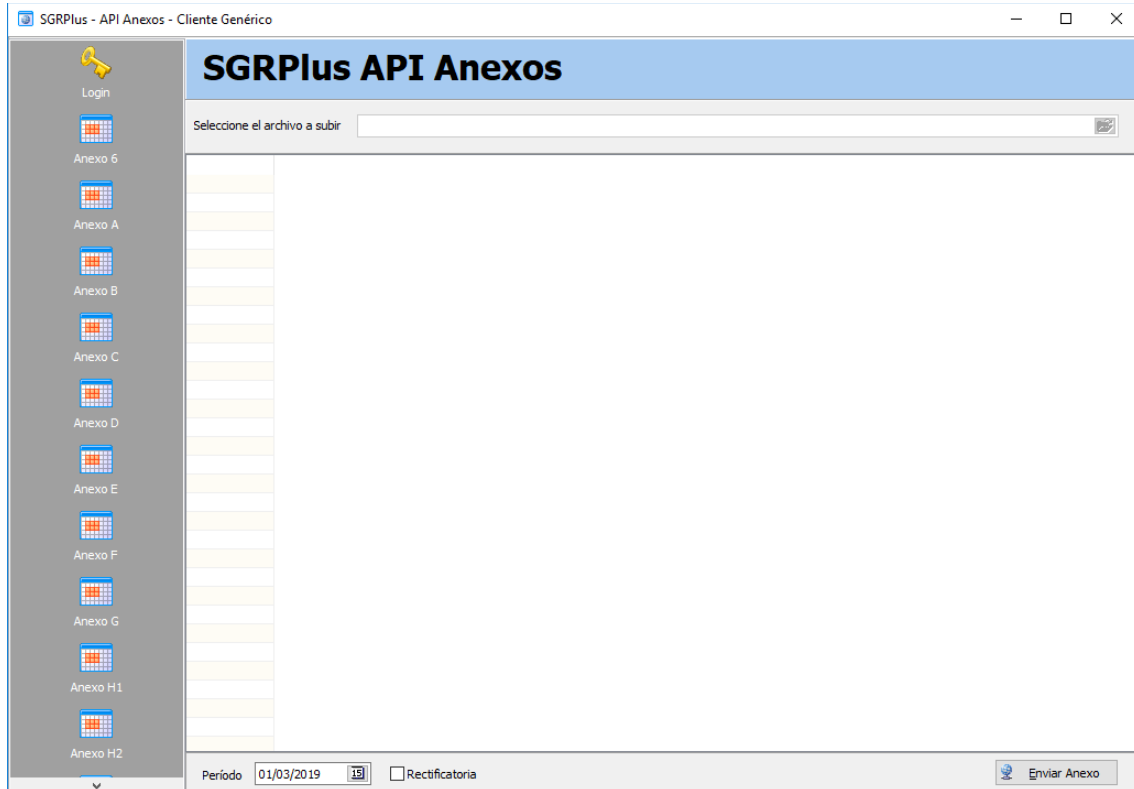 SGRPlus - API Anexos - Cliente Genérico
Login
Anexo 6
Anexo A
Anexo B
Anexo C
Anexo D
Anexo E
Anexo F
Anexo G
Anexo H1
Anexo H2
SGRPlus API Anexos
Seleccione el archivo a subir
Período 01/03/2019 15 Rectificatoria Enviar Anexo